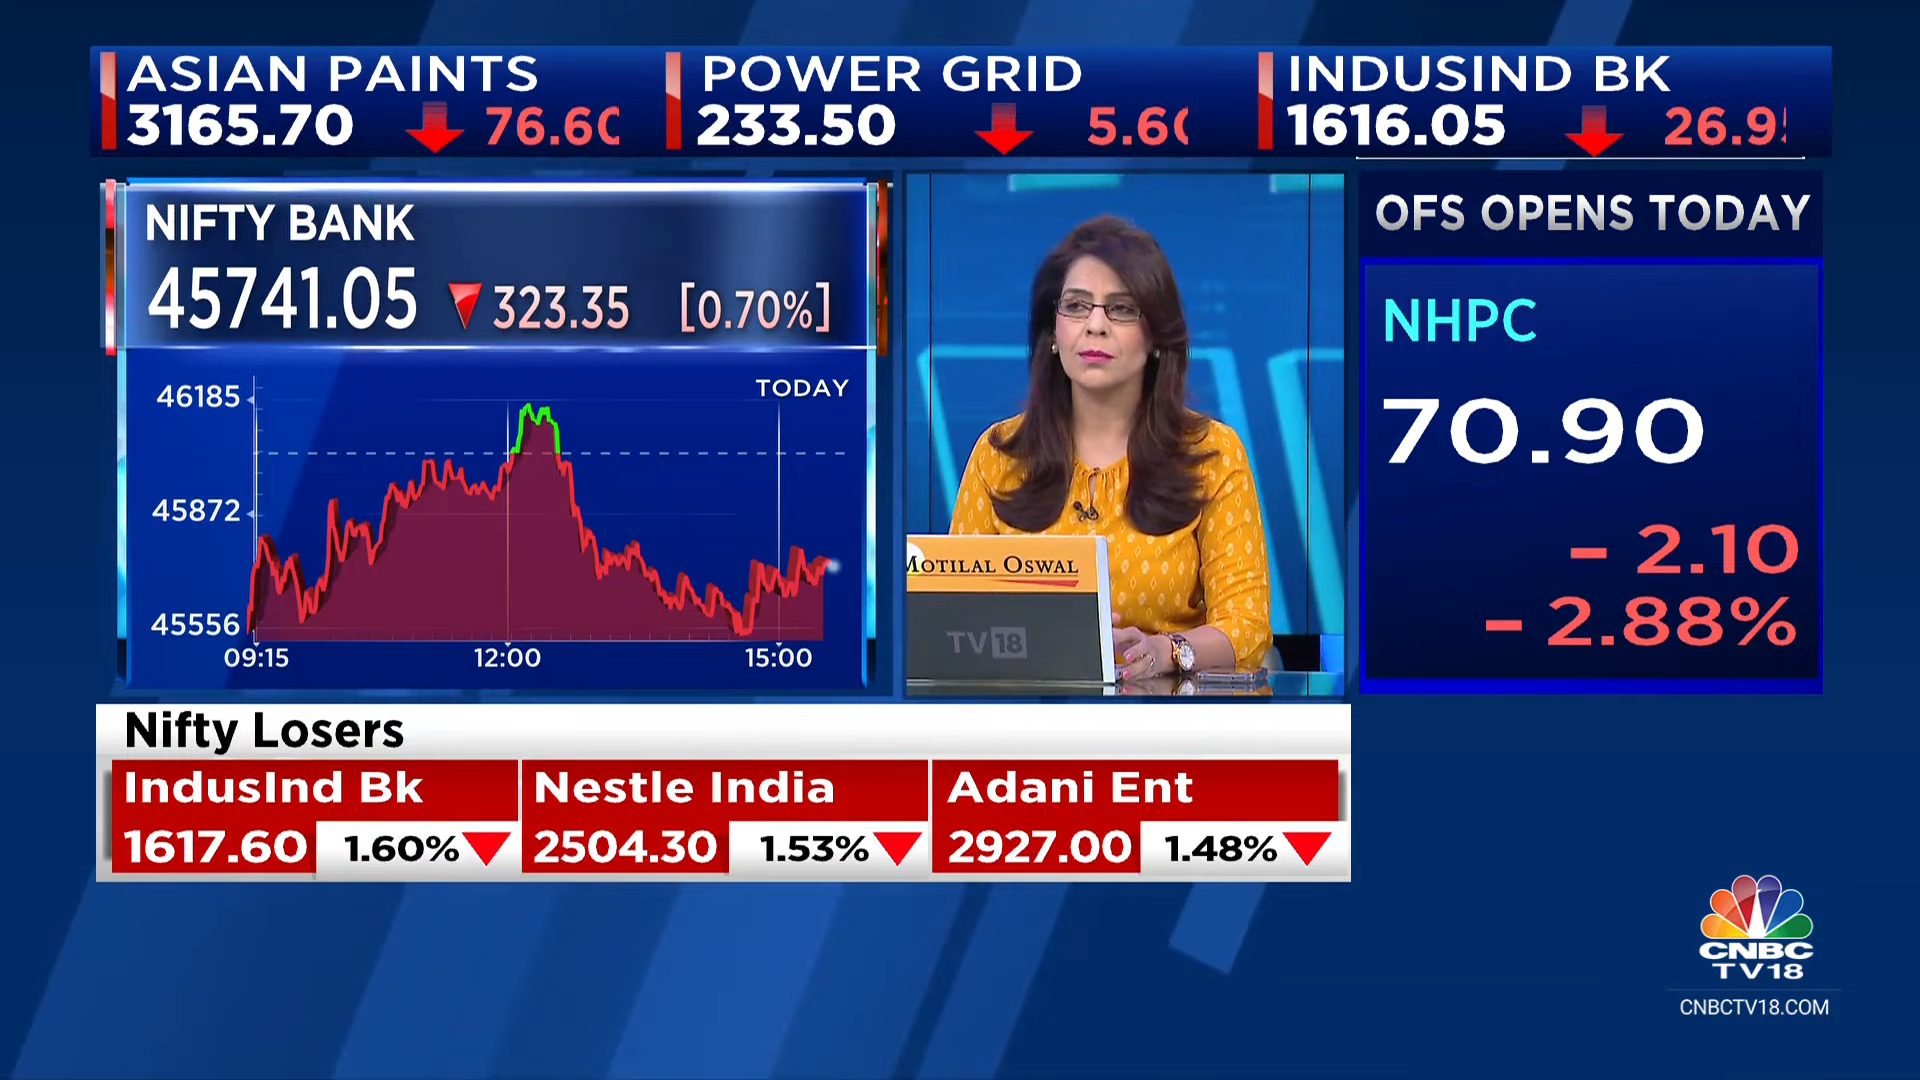 ASIAN PAINTS
3165.70
POWER GRID
233.50
INDUSIND BK
1616.05
NIFTY BANK
45741.05 323.35 [0.70%]
TODAY
46185
45872
45556
09:15 12:00 15:00
MOTILAL OSWAL
TV18
OFS OPENS TODAY
NHPC
70.90
- 2.10
- 2.88%
Nifty Losers
IndusInd Bk
1617.60 1.60%
Nestle India
2504.30 1.53%
Adani Ent
2927.00 1.48%
CNBC
TV18
CNBCTV18.COM